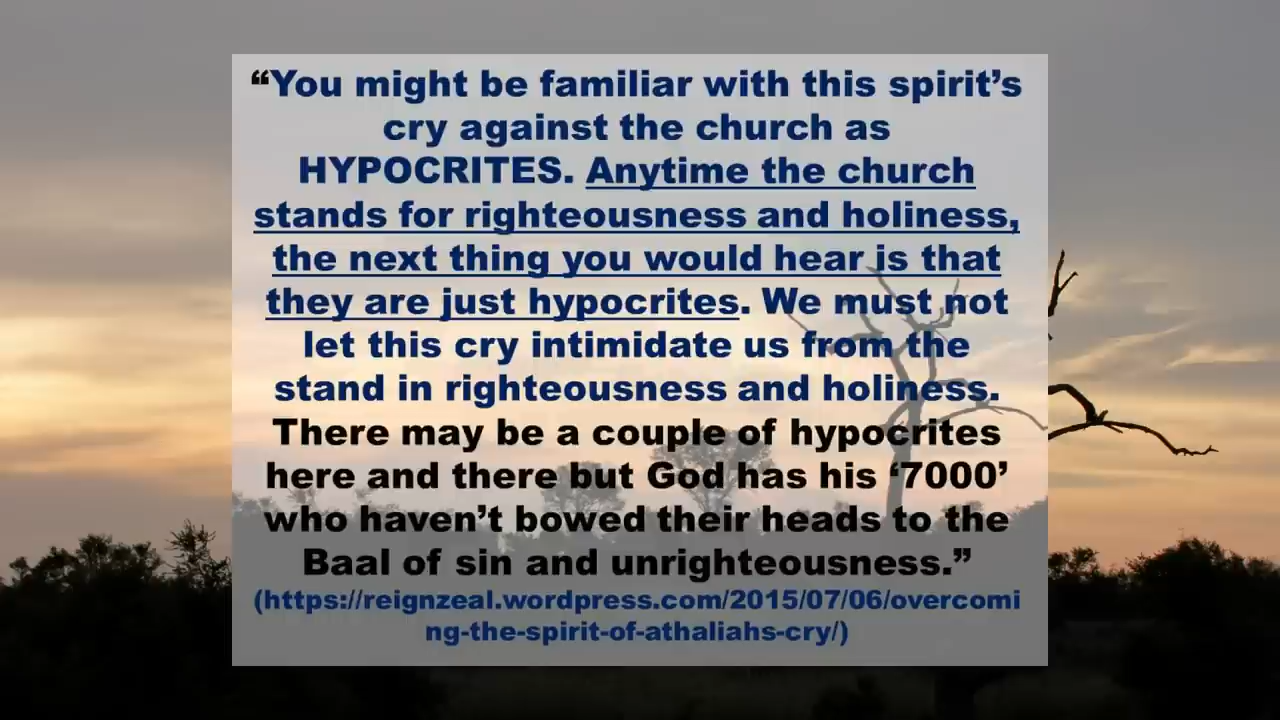 “You might be familiar with this spirit’s
cry against the church as
HYPOCRITES. Anytime the church
stands for righteousness and holiness,
the next thing you would hear is that
they are just hypocrites. We must not
let this cry intimidate us from the
stand in righteousness and holiness.
There may be a couple of hypocrites
here and there but God has his ‘7000’
who haven’t bowed their heads to the
Baal of sin and unrighteousness.”
(https://reignzeal.wordpress.com/2015/07/06/overcomi
ng-the-spirit-of-athaliahs-cry/)